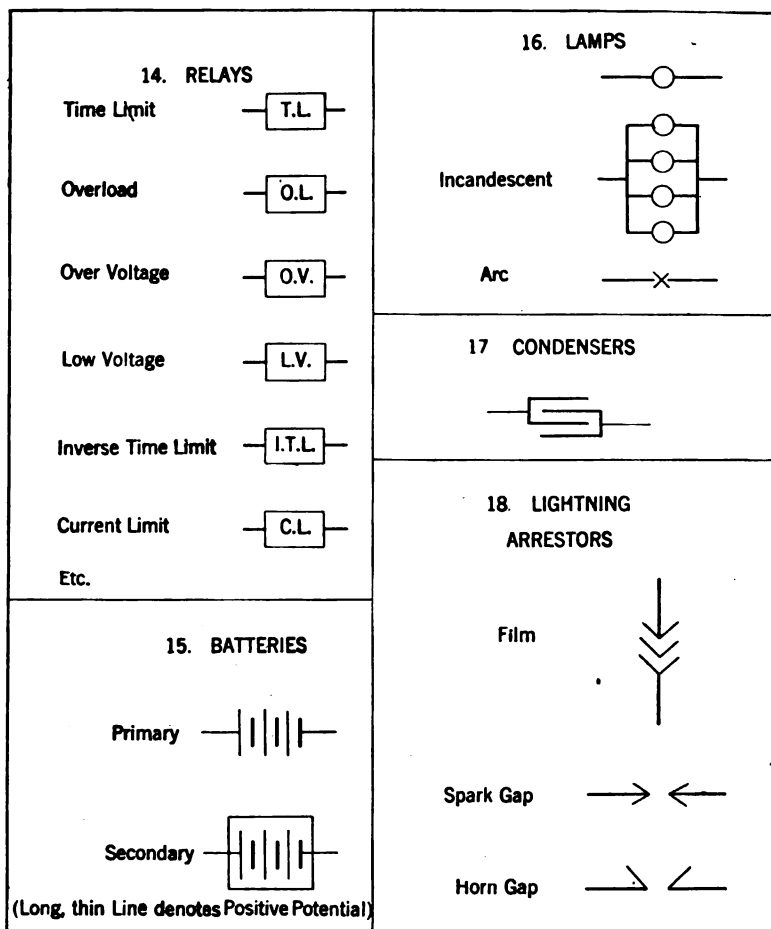 14. RELAYS
Time Limit T.L.
Overload O.L.
Over Voltage O.V.
Low Voltage L.V.
Inverse Time Limit I.T.L.
Current Limit C.L.
Etc.
15. BATTERIES
Primary
Secondary
(Long, thin Line denotes Positive Potential)
16. LAMPS
Incandescent
Arc
17 CONDENSERS
18. LIGHTNING
ARRESTORS
Film
Spark Gap
Horn Gap